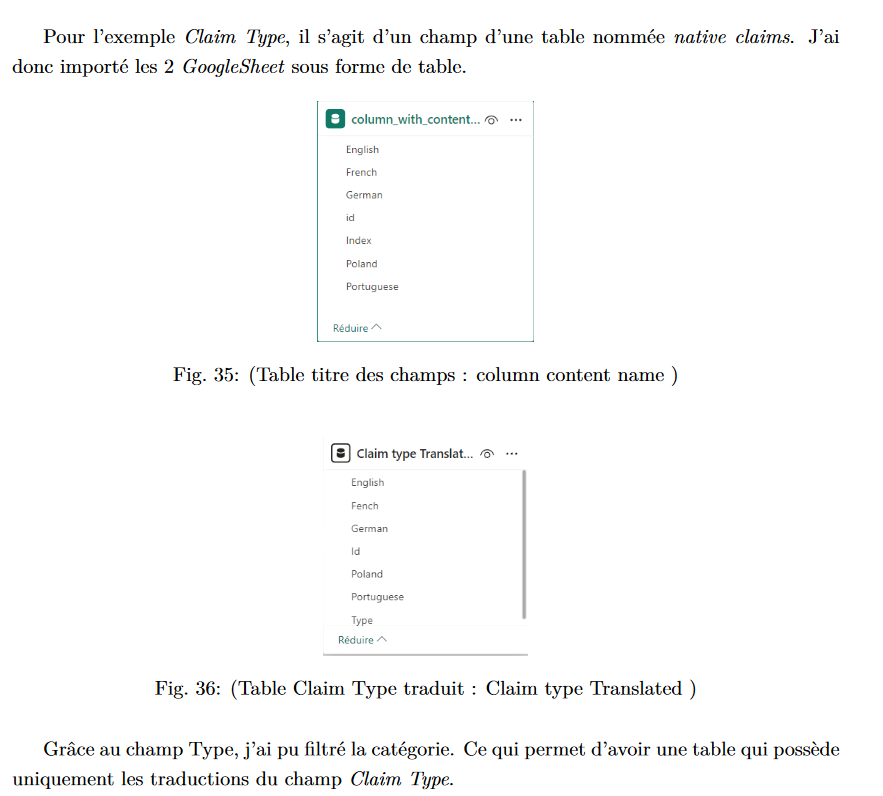 Pour l'exemple Claim Type, il s'agit d'un champ d'une table nommée native claims. J'ai
donc importé les 2 GoogleSheet sous forme de table.
column_with_content...
English
French
German
id
Index
Poland
Portuguese
Réduire
Fig. 35: (Table titre des champs : column content name )
Claim type Translat...
English
Fench
German
Id
Poland
Portuguese
Type
Réduire
Fig. 36: (Table Claim Type traduit : Claim type Translated )
Grâce au champ Type, j'ai pu filtré la catégorie. Ce qui permet d'avoir une table qui possède
uniquement les traductions du champ Claim Type.